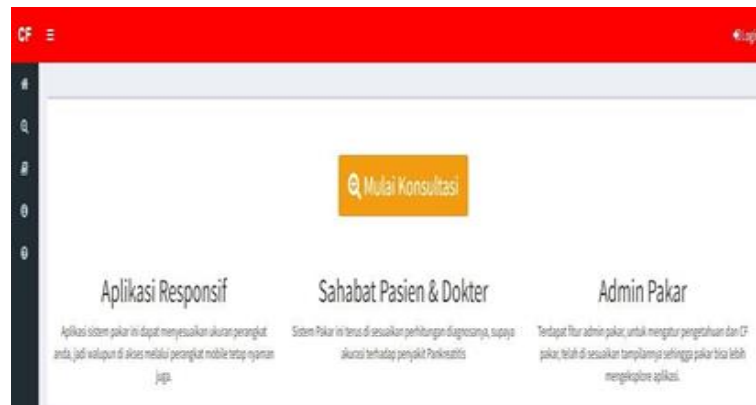 CF
Login
Mulai Konsultasi
Aplikasi Responsif
Aplikasi sistem pakar ini dapat menyesuaikan ukuran perangkat
anda, jadi walupun di akses melalui perangkat mobile tetap nyaman
juga.
Sahabat Pasien & Dokter
Sistem Pakar ini terus di sesuaikan perhitungan diagnosanya, supaya
akurasi terhadap penyakit Pankreatitis
Admin Pakar
Terdapat fitur admin pakar, untuk mengatur pengetahuan dan CF
pakar, telah di sesuaikan tampilannya sehingga pakar bisa lebih
mengeksplore aplikasi.